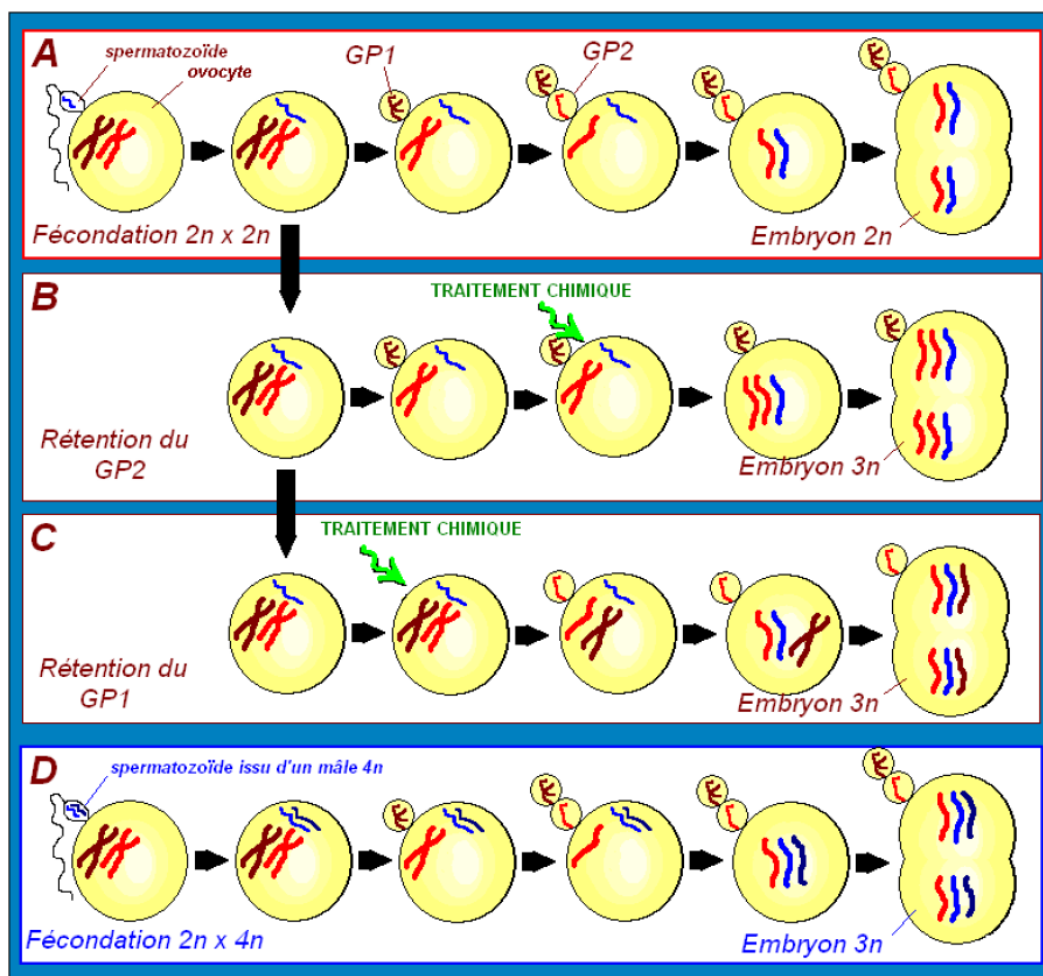 A
spermatozoïde
ovocyte
GP1
GP2
Fécondation 2n x 2n
Embryon 2n
B
TRAITEMENT CHIMIQUE
Rétention du
GP2
Embryon 3n
C
TRAITEMENT CHIMIQUE
Rétention du
GP1
Embryon 3n
D
spermatozoïde issu d'un mâle 4n
Fécondation 2n x 4n
Embryon 3n